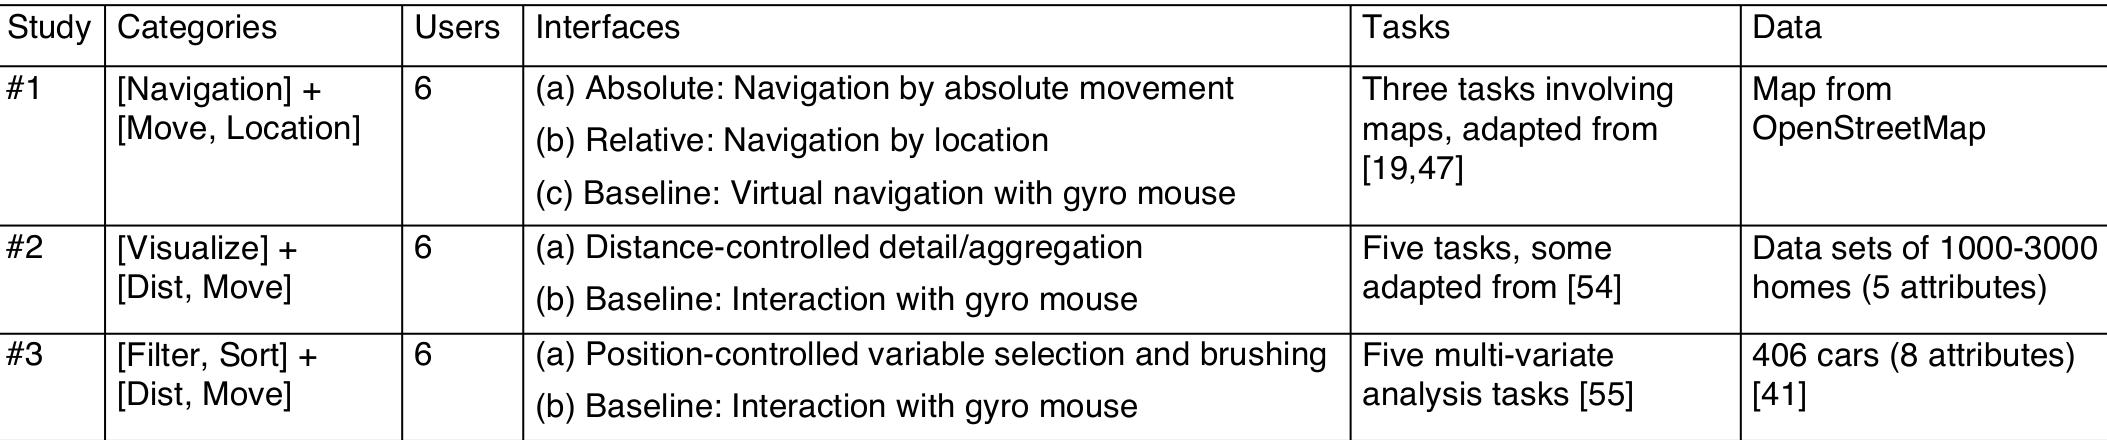 Study Categories Users Interfaces Tasks Data
#1 [Navigation] + 6 (a) Absolute: Navigation by absolute movement Three tasks involving Map from
[Move, Location] (b) Relative: Navigation by location maps, adapted from OpenStreetMap
(c) Baseline: Virtual navigation with gyro mouse [19,47]
#2 [Visualize] + 6 (a) Distance-controlled detail/aggregation Five tasks, some Data sets of 1000-3000
[Dist, Move] (b) Baseline: Interaction with gyro mouse adapted from [54] homes (5 attributes)
#3 [Filter, Sort] + 6 (a) Position-controlled variable selection and brushing Five multi-variate 406 cars (8 attributes)
[Dist, Move] (b) Baseline: Interaction with gyro mouse analysis tasks [55] [41]